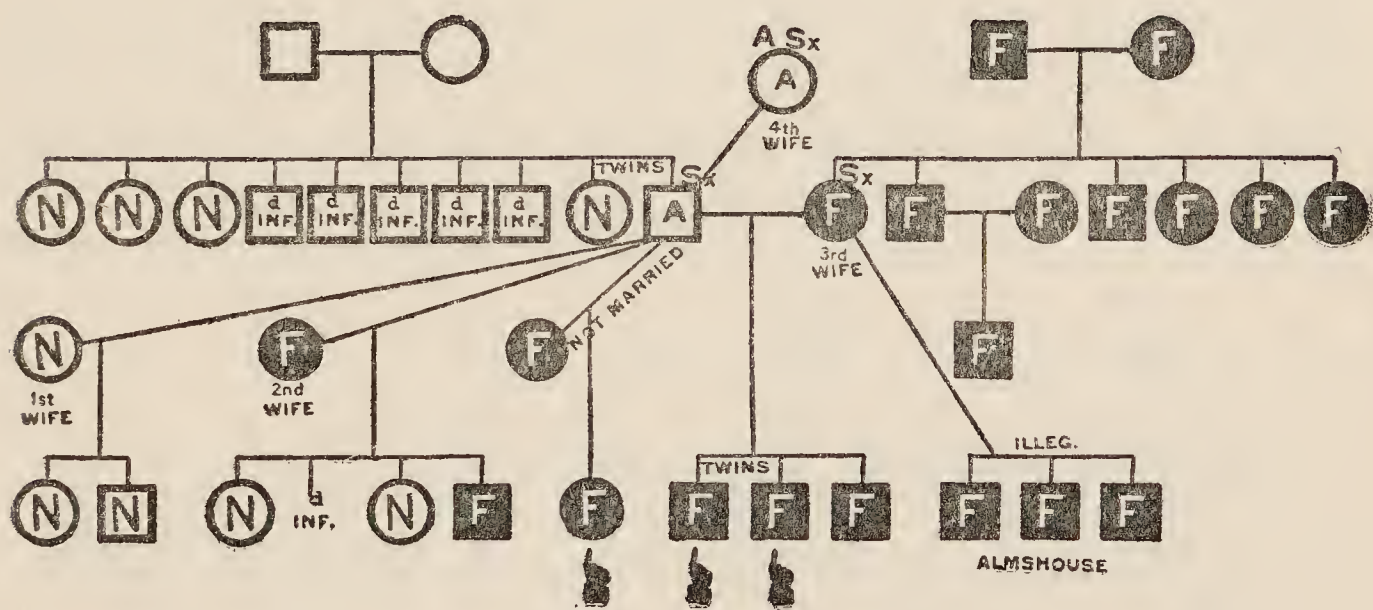 A Sx
F F
A
4th
WIFE
TWINS
Sx Sx
N N N d d d d d N A F F F F F F F
INF. INF. INF. INF. INF.
3rd
WIFE
NOT MARRIED
N F F F
1st
WIFE
2nd
WIFE
ILLEG.
TWINS
N N N d N F F F F F F F F
INF.
ALMSHOUSE